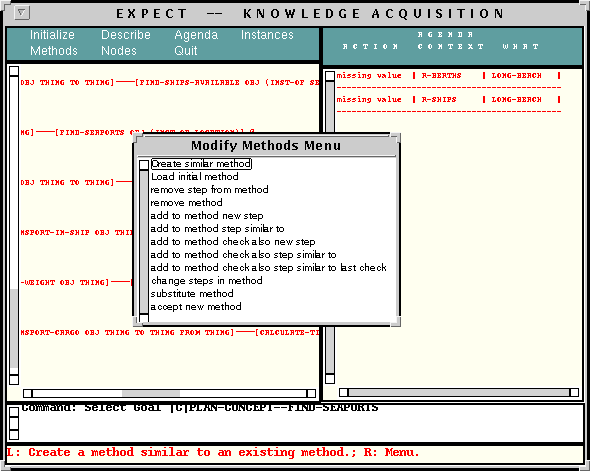 EXPECT -- KNOWLEDGE ACQUISITION
Initialize Describe Agenda Instances
Methods Nodes Quit
AGENDA
ACTION CONTEXT WHAT
OBJ THING TO THING]——[FIND-SHIPS-AVAILABLE OBJ (INST-OF SE
missing value | R-BERTHS | LONG-BEACH |
missing value | R-SHIPS | LONG-BEACH |
NG]——[FIND-SEAPORTS OBJ (INST-OF LOCATION)]
OBJ THING TO THING]
NSPORT-IN-SHIP OBJ THI
-WEIGHT OBJ THING]
NSPORT-CARGO OBJ THING TO THING FROM THING]——[CALCULATE-TI
Modify Methods Menu
Create similar method
Load initial method
remove step from method
remove method
add to method new step
add to method step similar to
add to method check also new step
add to method check also step similar to
add to method check also step similar to last check
change steps in method
substitute method
accept new method
Command: Select Goal |C|PLAN-CONCEPT--FIND-SEAPORTS
L: Create a method similar to an existing method.; R: Menu.